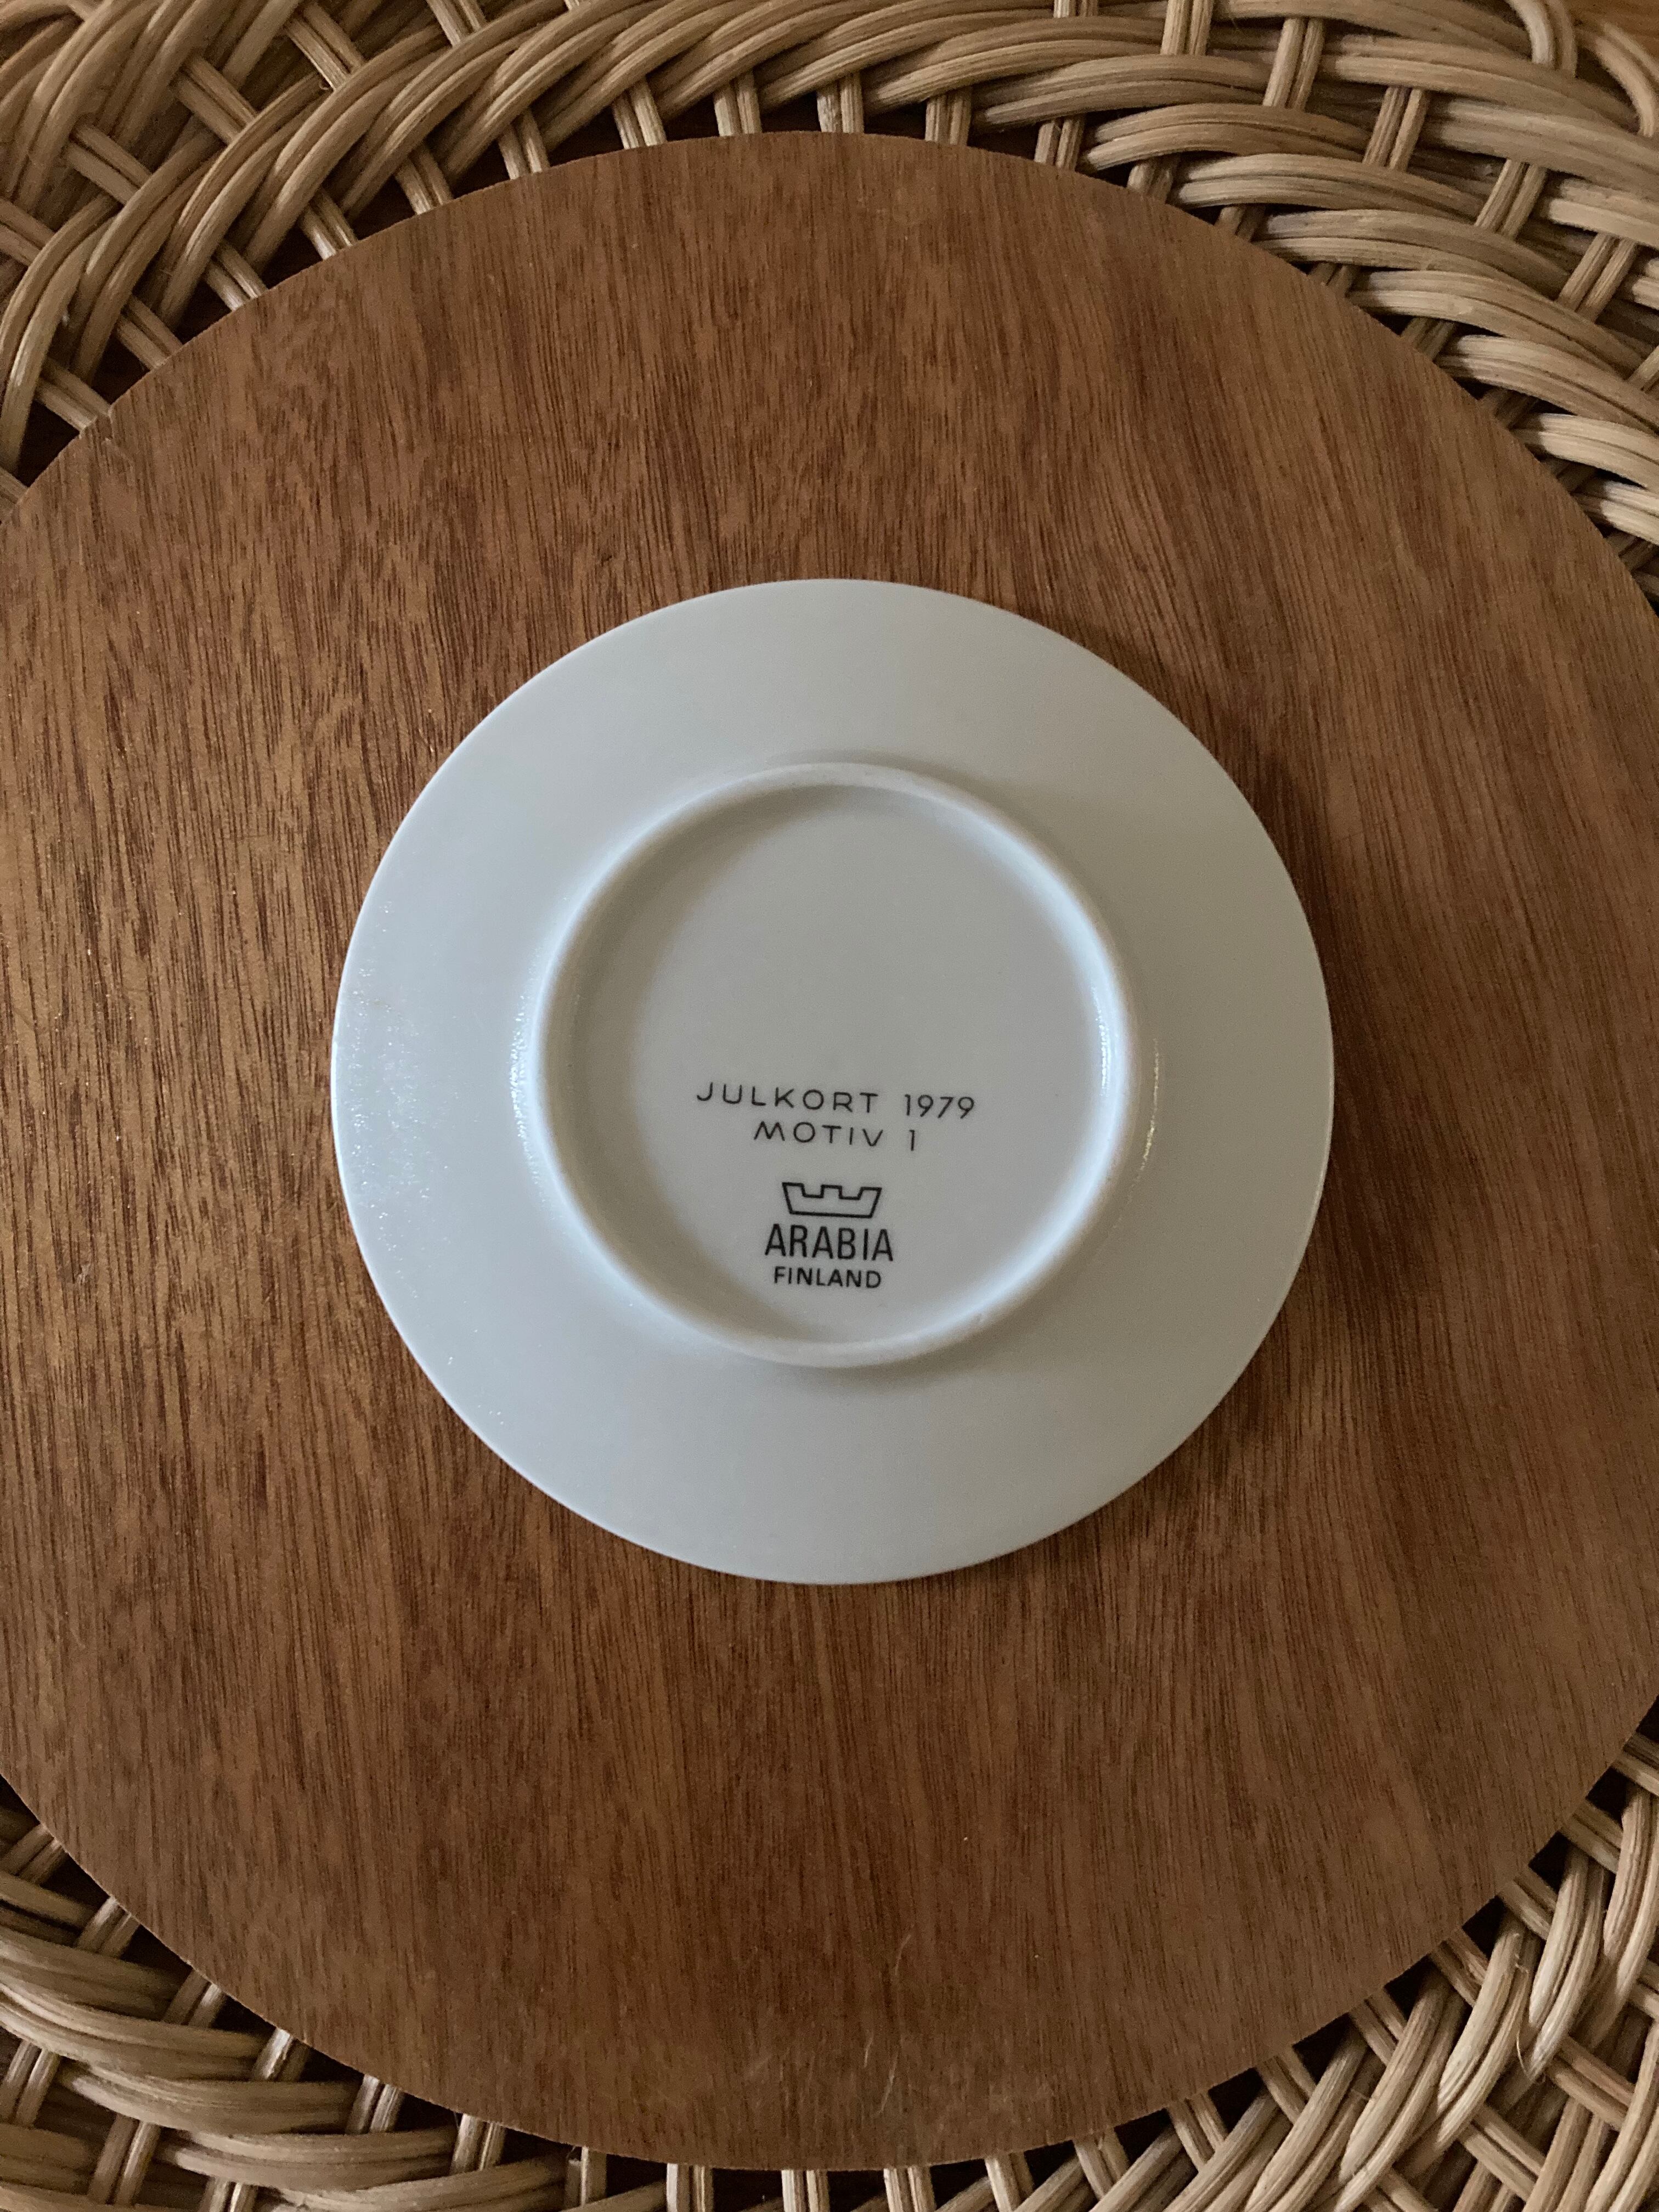 JULKORT 1979
MOTIV 1
ARABIA
FINLAND